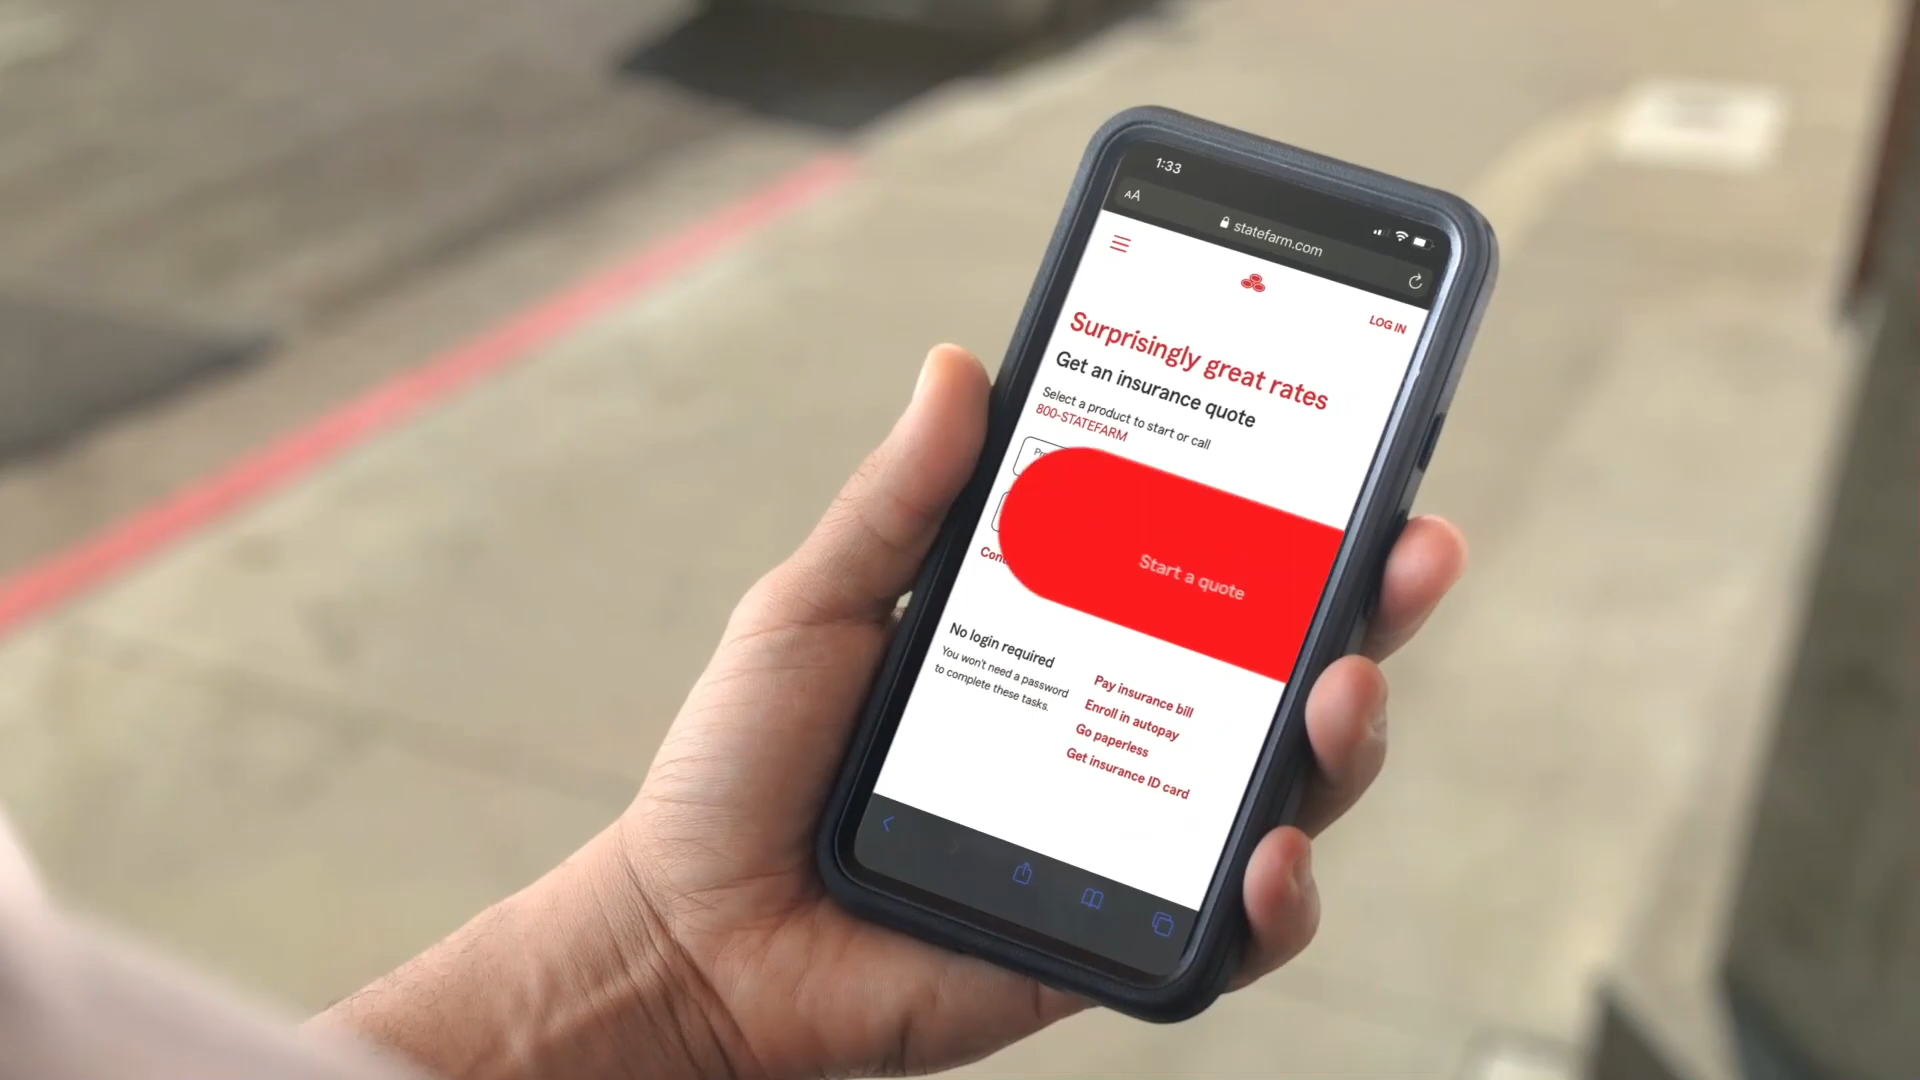 1:33
AA
statefarm.com
LOG IN
Surprisingly great rates
Get an insurance quote
Select a product to start or call
800-STATEFARM
Start a quote
No login required
You won't need a password
to complete these tasks.
Pay insurance bill
Enroll in autopay
Go paperless
Get insurance ID card